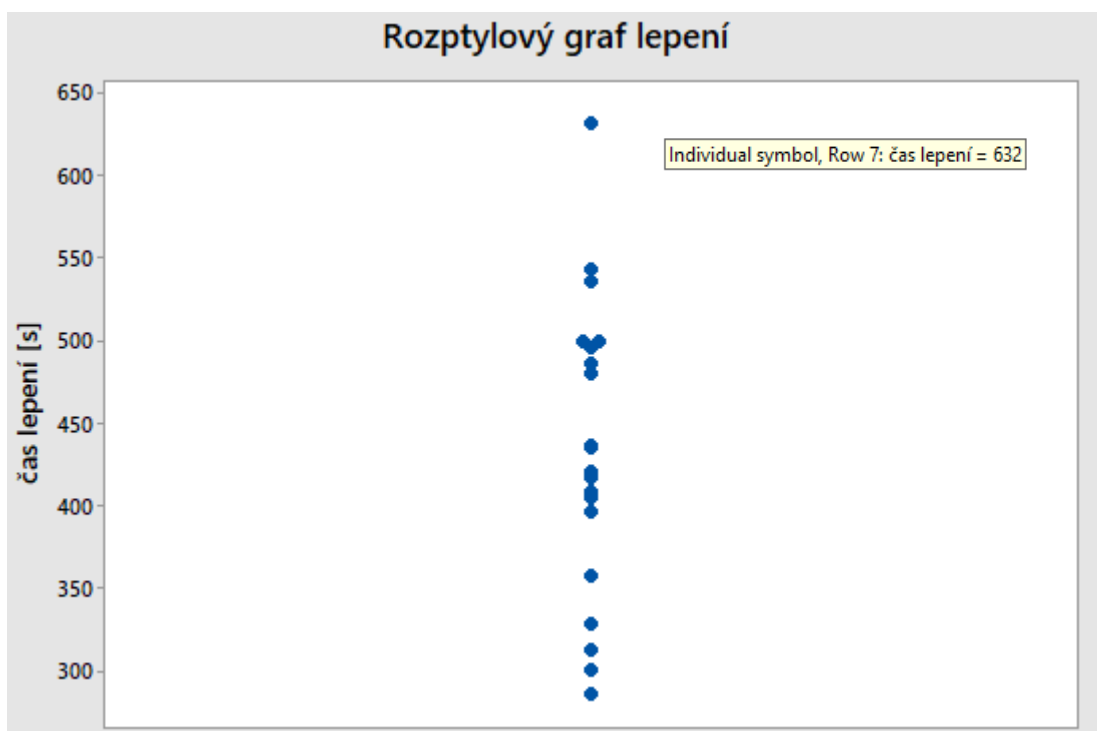 Rozptylový graf lepení
650
Individual symbol, Row 7: čas lepení = 632
600
550
500
450
400
350
300
čas lepení [s]